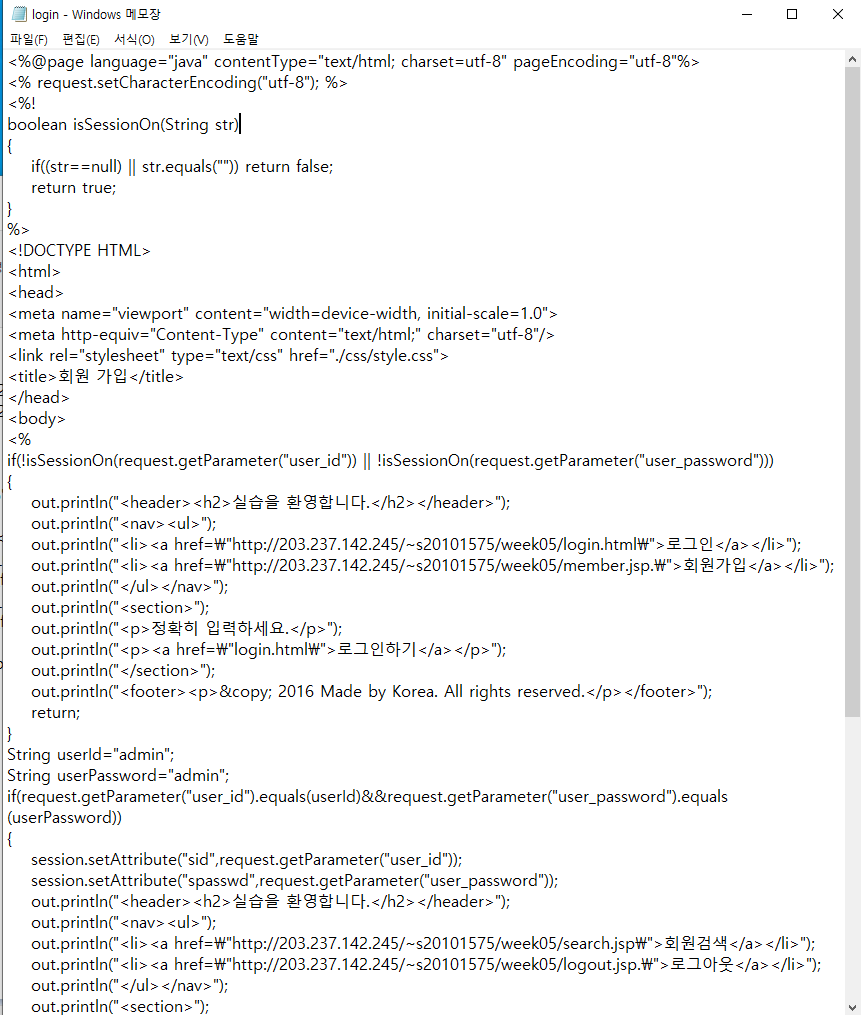 login - Windows 메모장
파일(F) 편집(E) 서식(O) 보기(V) 도움말
<%@page language="java" contentType="text/html; charset=utf-8" pageEncoding="utf-8"%>
<% request.setCharacterEncoding("utf-8"); %>
<%!
boolean isSessionOn(String str)
{
if((str==null) || str.equals("")) return false;
return true;
}
%>
<!DOCTYPE HTML>
<html>
<head>
<meta name="viewport" content="width=device-width, initial-scale=1.0">
<meta http-equiv="Content-Type" content="text/html;" charset="utf-8"/>
<link rel="stylesheet" type="text/css" href="./css/style.css">
<title>회원 가입</title>
</head>
<body>
<%
if(!isSessionOn(request.getParameter("user_id")) || !isSessionOn(request.getParameter("user_password")))
{
out.println("<header><h2>실습을 환영합니다.</h2></header>");
out.println("<nav><ul>");
out.println("<li><a href=₩"http://203.237.142.245/~s20101575/week05/login.html₩">로그인</a></li>");
out.println("<li><a href=₩"http://203.237.142.245/~s20101575/week05/member.jsp.₩">회원가입</a></li>");
out.println("</ul></nav>");
out.println("<section>");
out.println("<p>정확히 입력하세요.</p>");
out.println("<p><a href=₩"login.html₩">로그인하기</a></p>");
out.println("</section>");
out.println("<footer><p>&copy; 2016 Made by Korea. All rights reserved.</p></footer>");
return;
}
String userId="admin";
String userPassword="admin";
if(request.getParameter("user_id").equals(userId)&&request.getParameter("user_password").equals
(userPassword))
{
session.setAttribute("sid",request.getParameter("user_id"));
session.setAttribute("spasswd",request.getParameter("user_password"));
out.println("<header><h2>실습을 환영합니다.</h2></header>");
out.println("<nav><ul>");
out.println("<li><a href=₩"http://203.237.142.245/~s20101575/week05/search.jsp₩">회원검색</a></li>");
out.println("<li><a href=₩"http://203.237.142.245/~s20101575/week05/logout.jsp.₩">로그아웃</a></li>");
out.println("</ul></nav>");
out.println("<section>");